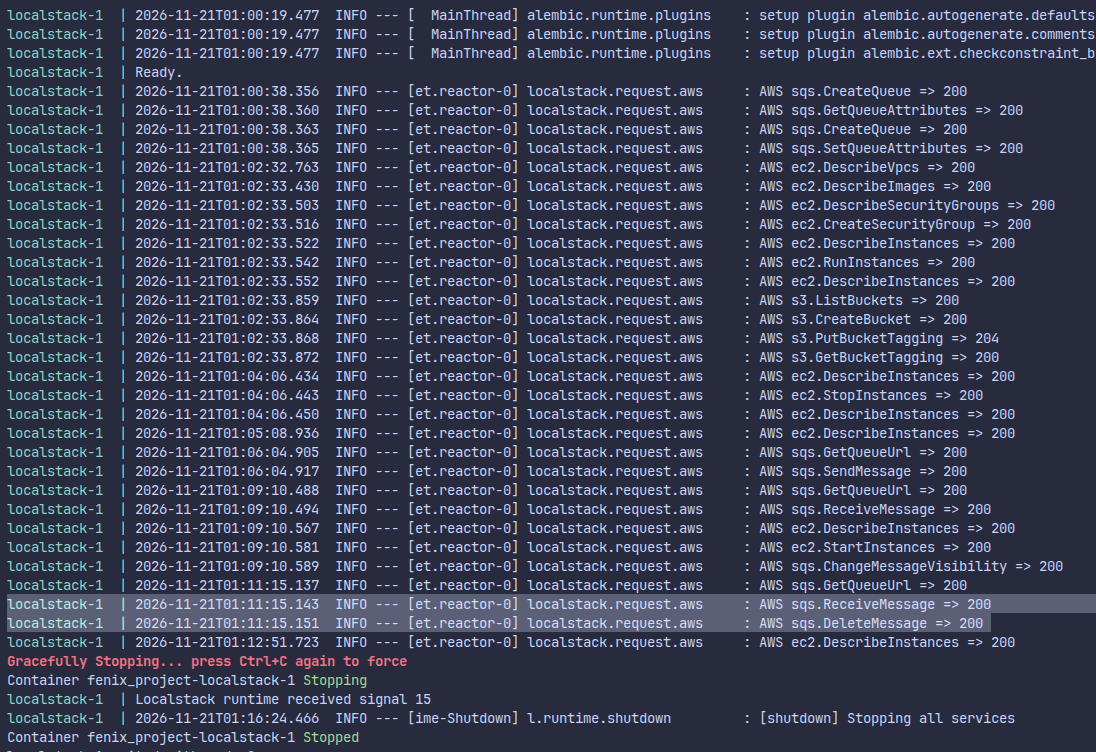 localstack-1  | 2026-11-21T01:00:19.477  INFO --- [  MainThread] alembic.runtime.plugins    : setup plugin alembic.autogenerate.defaults
localstack-1  | 2026-11-21T01:00:19.477  INFO --- [  MainThread] alembic.runtime.plugins    : setup plugin alembic.autogenerate.comments
localstack-1  | 2026-11-21T01:00:19.477  INFO --- [  MainThread] alembic.runtime.plugins    : setup plugin alembic.ext.checkconstraint_b
localstack-1  | Ready.
localstack-1  | 2026-11-21T01:00:38.356  INFO --- [et.reactor-0] localstack.request.aws     : AWS sqs.CreateQueue => 200
localstack-1  | 2026-11-21T01:00:38.360  INFO --- [et.reactor-0] localstack.request.aws     : AWS sqs.GetQueueAttributes => 200
localstack-1  | 2026-11-21T01:00:38.363  INFO --- [et.reactor-0] localstack.request.aws     : AWS sqs.CreateQueue => 200
localstack-1  | 2026-11-21T01:00:38.365  INFO --- [et.reactor-0] localstack.request.aws     : AWS sqs.SetQueueAttributes => 200
localstack-1  | 2026-11-21T01:02:32.763  INFO --- [et.reactor-0] localstack.request.aws     : AWS ec2.DescribeVpcs => 200
localstack-1  | 2026-11-21T01:02:33.430  INFO --- [et.reactor-0] localstack.request.aws     : AWS ec2.DescribeImages => 200
localstack-1  | 2026-11-21T01:02:33.503  INFO --- [et.reactor-0] localstack.request.aws     : AWS ec2.DescribeSecurityGroups => 200
localstack-1  | 2026-11-21T01:02:33.516  INFO --- [et.reactor-0] localstack.request.aws     : AWS ec2.CreateSecurityGroup => 200
localstack-1  | 2026-11-21T01:02:33.522  INFO --- [et.reactor-0] localstack.request.aws     : AWS ec2.DescribeInstances => 200
localstack-1  | 2026-11-21T01:02:33.542  INFO --- [et.reactor-0] localstack.request.aws     : AWS ec2.RunInstances => 200
localstack-1  | 2026-11-21T01:02:33.552  INFO --- [et.reactor-0] localstack.request.aws     : AWS ec2.DescribeInstances => 200
localstack-1  | 2026-11-21T01:02:33.859  INFO --- [et.reactor-0] localstack.request.aws     : AWS s3.ListBuckets => 200
localstack-1  | 2026-11-21T01:02:33.864  INFO --- [et.reactor-0] localstack.request.aws     : AWS s3.CreateBucket => 200
localstack-1  | 2026-11-21T01:02:33.868  INFO --- [et.reactor-0] localstack.request.aws     : AWS s3.PutBucketTagging => 204
localstack-1  | 2026-11-21T01:02:33.872  INFO --- [et.reactor-0] localstack.request.aws     : AWS s3.GetBucketTagging => 200
localstack-1  | 2026-11-21T01:04:06.434  INFO --- [et.reactor-0] localstack.request.aws     : AWS ec2.DescribeInstances => 200
localstack-1  | 2026-11-21T01:04:06.443  INFO --- [et.reactor-0] localstack.request.aws     : AWS ec2.StopInstances => 200
localstack-1  | 2026-11-21T01:04:06.450  INFO --- [et.reactor-0] localstack.request.aws     : AWS ec2.DescribeInstances => 200
localstack-1  | 2026-11-21T01:05:08.936  INFO --- [et.reactor-0] localstack.request.aws     : AWS ec2.DescribeInstances => 200
localstack-1  | 2026-11-21T01:06:04.905  INFO --- [et.reactor-0] localstack.request.aws     : AWS sqs.GetQueueUrl => 200
localstack-1  | 2026-11-21T01:06:04.917  INFO --- [et.reactor-0] localstack.request.aws     : AWS sqs.SendMessage => 200
localstack-1  | 2026-11-21T01:09:10.488  INFO --- [et.reactor-0] localstack.request.aws     : AWS sqs.GetQueueUrl => 200
localstack-1  | 2026-11-21T01:09:10.494  INFO --- [et.reactor-0] localstack.request.aws     : AWS sqs.ReceiveMessage => 200
localstack-1  | 2026-11-21T01:09:10.567  INFO --- [et.reactor-0] localstack.request.aws     : AWS ec2.DescribeInstances => 200
localstack-1  | 2026-11-21T01:09:10.581  INFO --- [et.reactor-0] localstack.request.aws     : AWS ec2.StartInstances => 200
localstack-1  | 2026-11-21T01:09:10.589  INFO --- [et.reactor-0] localstack.request.aws     : AWS sqs.ChangeMessageVisibility => 200
localstack-1  | 2026-11-21T01:11:15.137  INFO --- [et.reactor-0] localstack.request.aws     : AWS sqs.GetQueueUrl => 200
localstack-1  | 2026-11-21T01:11:15.143  INFO --- [et.reactor-0] localstack.request.aws     : AWS sqs.ReceiveMessage => 200
localstack-1  | 2026-11-21T01:11:15.151  INFO --- [et.reactor-0] localstack.request.aws     : AWS sqs.DeleteMessage => 200
localstack-1  | 2026-11-21T01:12:51.723  INFO --- [et.reactor-0] localstack.request.aws     : AWS ec2.DescribeInstances => 200
Gracefully Stopping... press Ctrl+C again to force
Container fenix_project-localstack-1 Stopping
localstack-1  | Localstack runtime received signal 15
localstack-1  | 2026-11-21T01:16:24.466  INFO --- [ime-Shutdown] l.runtime.shutdown         : [shutdown] Stopping all services
Container fenix_project-localstack-1 Stopped